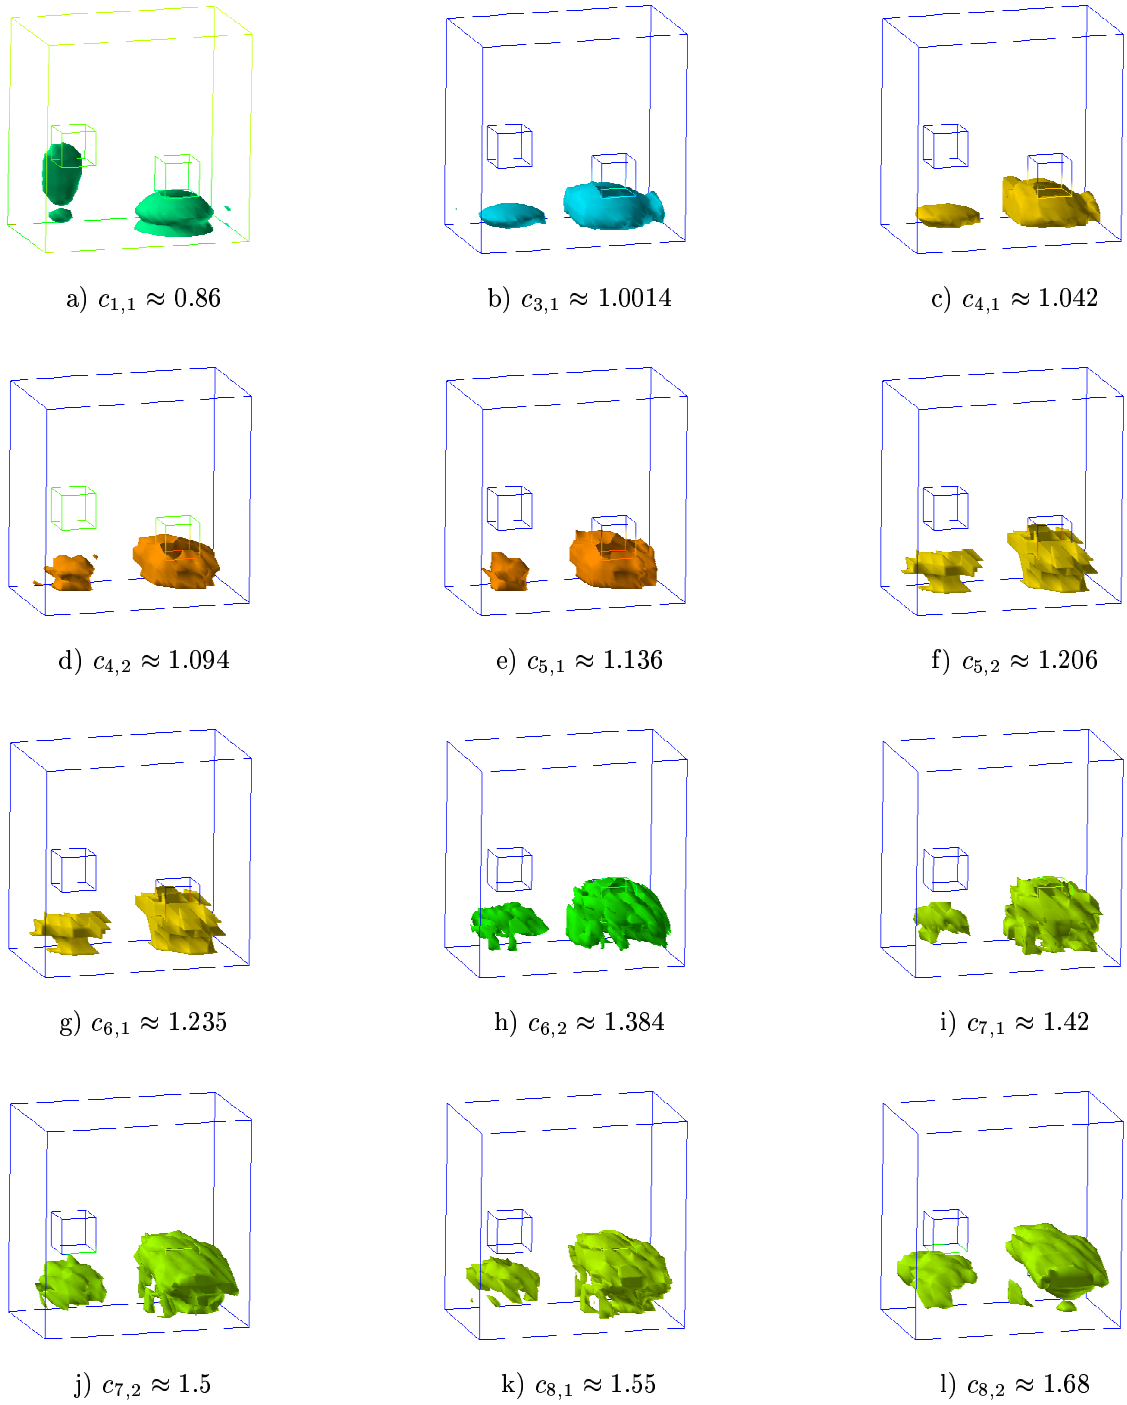 a) c₁,₁ ≈ 0.86
b) c₃,₁ ≈ 1.0014
c) c₄,₁ ≈ 1.042
d) c₄,₂ ≈ 1.094
e) c₅,₁ ≈ 1.136
f) c₅,₂ ≈ 1.206
g) c₆,₁ ≈ 1.235
h) c₆,₂ ≈ 1.384
i) c₇,₁ ≈ 1.42
j) c₇,₂ ≈ 1.5
k) c₈,₁ ≈ 1.55
l) c₈,₂ ≈ 1.68